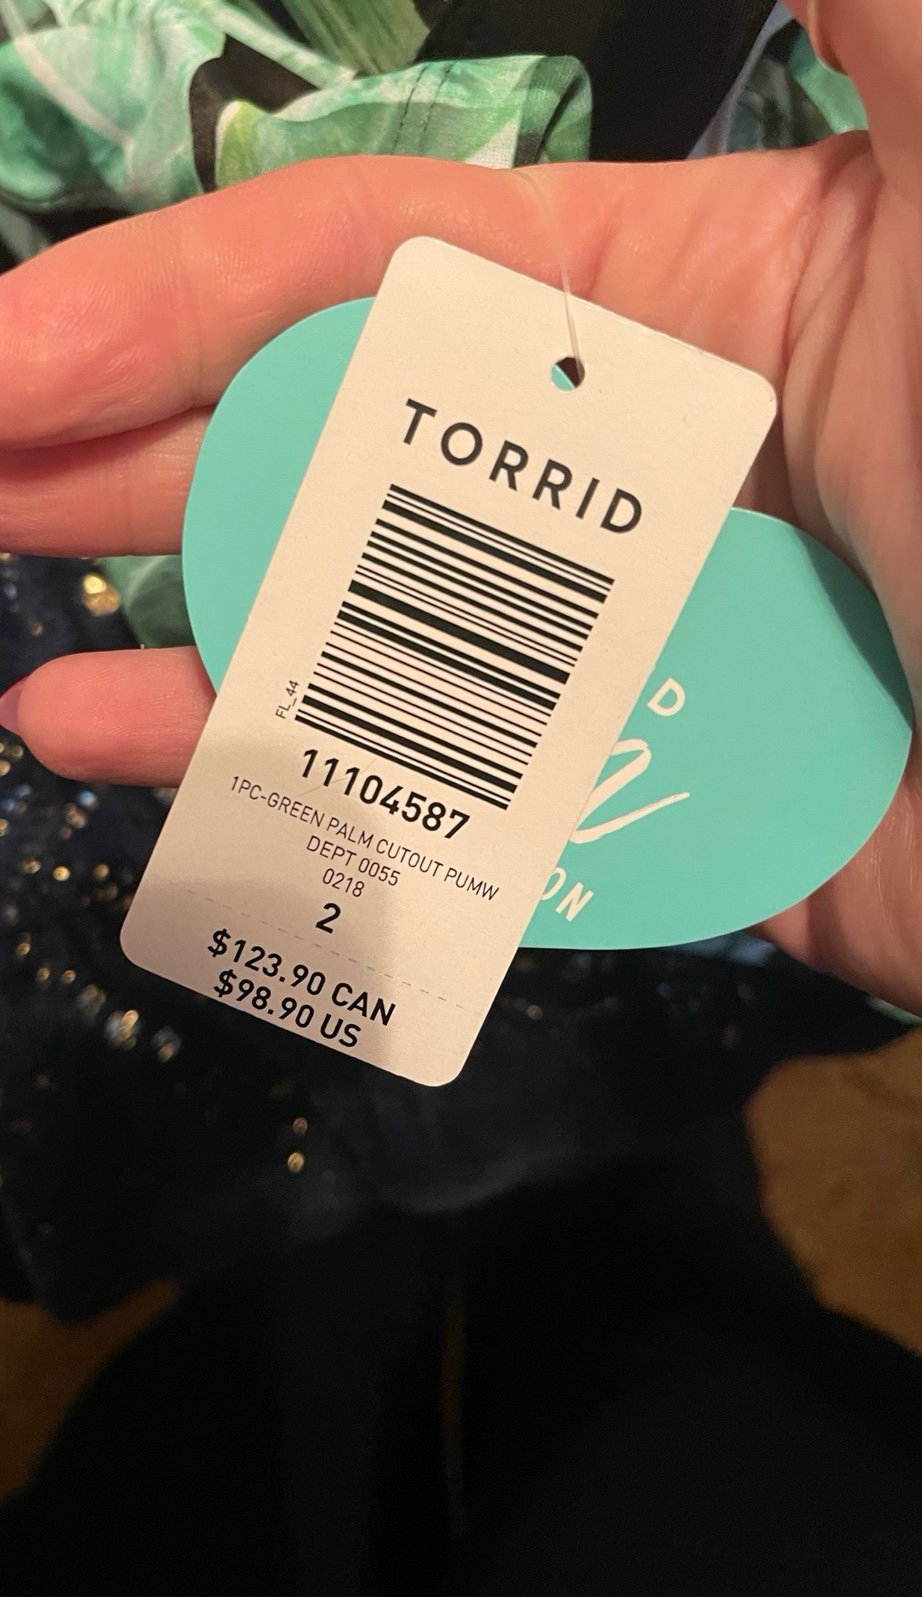 TORRID
FL_44
11104587
1PC-GREEN PALM CUTOUT PUMW
DEPT 0055
0218
2
$123.90 CAN
$98.90 US
D
ON